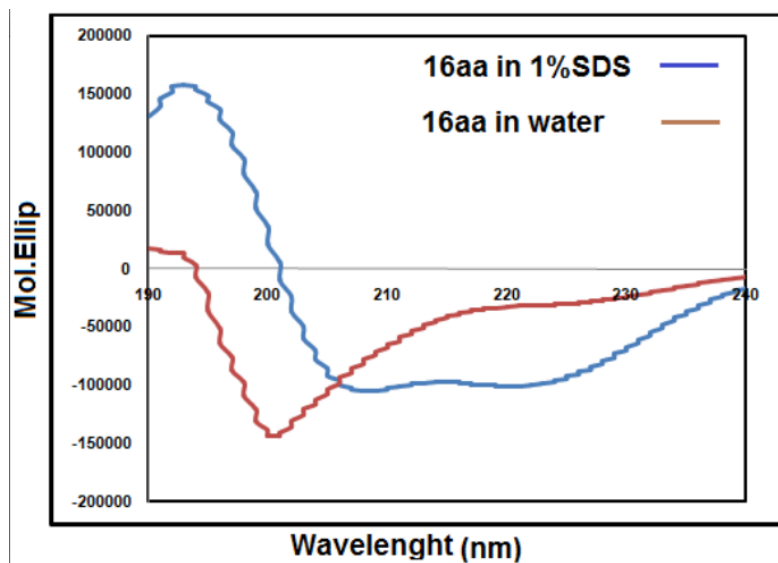 200000
16aa in 1%SDS
150000
16aa in water
100000
50000
0
190 200 210 220 230 240
-50000
-100000
-150000
-200000
Mol.Ellip
Wavelenght (nm)